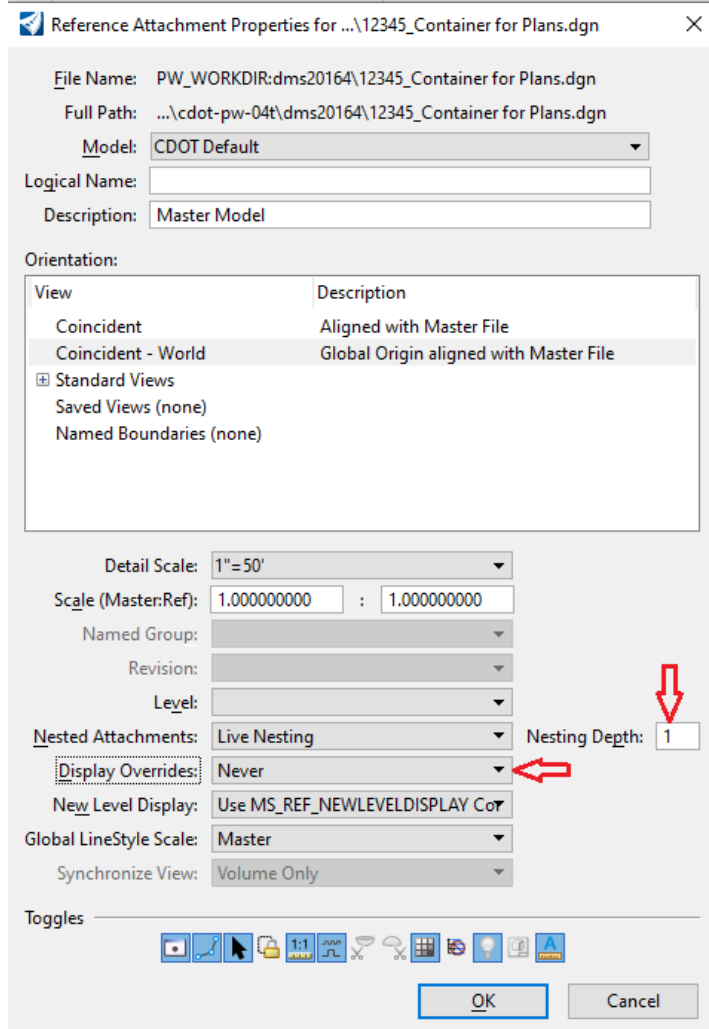 Reference Attachment Properties for ...\12345_Container for Plans.dgn
File Name: PW_WORKDIR:dms20164\12345_Container for Plans.dgn
Full Path: ...\cdot-pw-04t\dms20164\12345_Container for Plans.dgn
Model: CDOT Default
Logical Name:
Description: Master Model
Orientation:
View Description
Coincident Aligned with Master File
Coincident - World Global Origin aligned with Master File
Standard Views
Saved Views (none)
Named Boundaries (none)
Detail Scale: 1"=50'
Scale (Master:Ref): 1.000000000 : 1.000000000
Named Group:
Revision:
Level:
Nested Attachments: Live Nesting Nesting Depth: 1
Display Overrides: Never
New Level Display: Use MS_REF_NEWLEVELDISPLAY Cor
Global LineStyle Scale: Master
Synchronize View: Volume Only
Toggles
1:1
A
OK Cancel